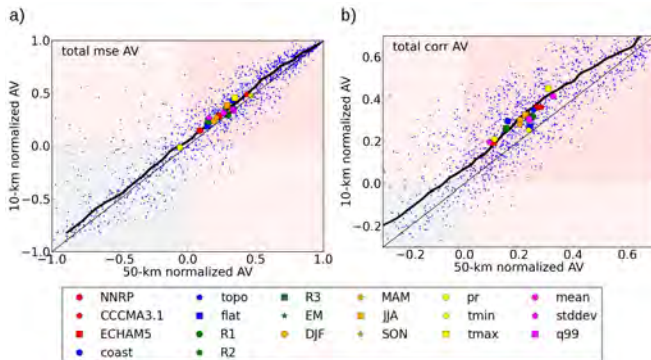 a)
b)
total mse AV
total corr AV
10-km normalized AV
10-km normalized AV
1.0
0.5
0.0
−0.5
−1.0
−1.0 −0.5 0.0 0.5 1.0
0.6
0.4
0.2
0.0
−0.2
−0.2 0.0 0.2 0.4 0.6
50-km normalized AV
50-km normalized AV
NNRP topo R3 MAM pr mean
CCCMA3.1 flat EM JJA tmin stddev
ECHAM5 R1 DJF SON tmax q99
coast R2